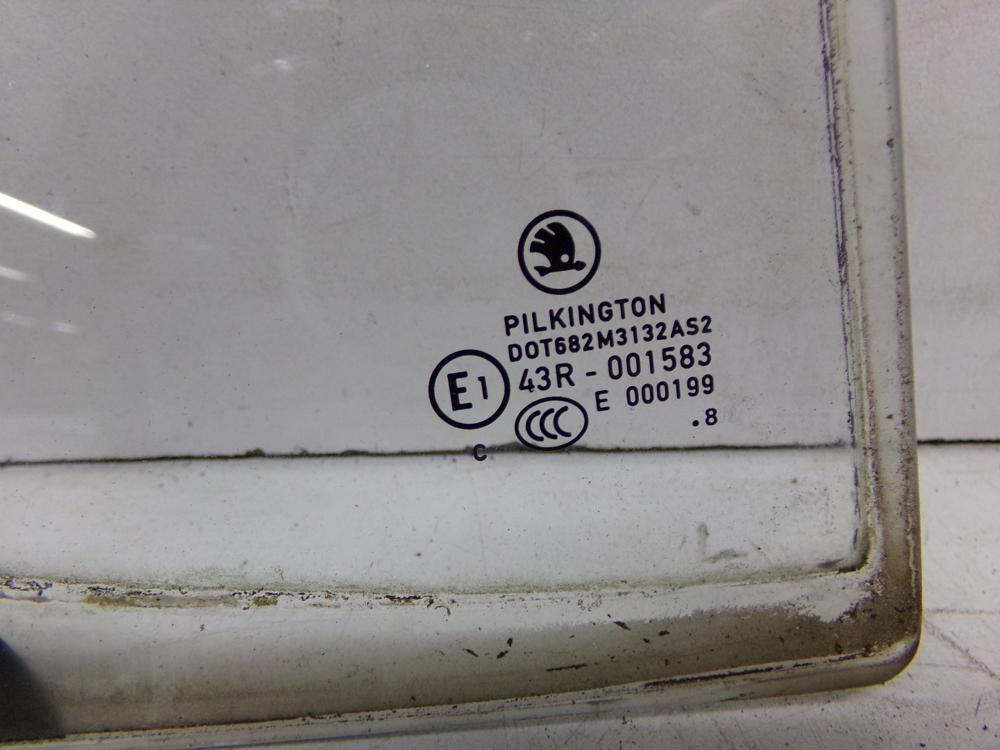 PILKINGTON
DOT682M3132AS2
E1 43R - 001583
CCC E 000199
.8
C